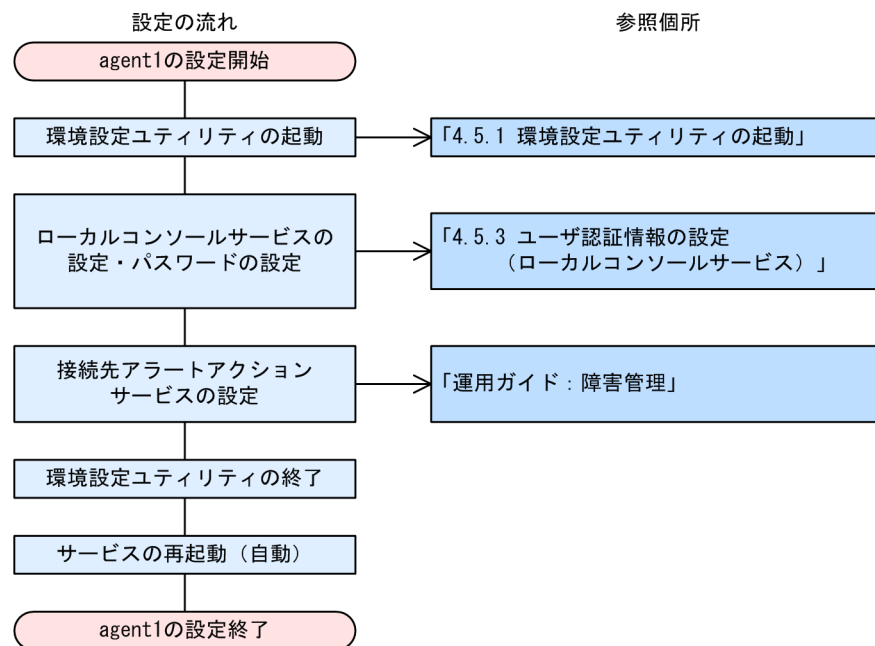 設定の流れ
参照個所
agent1の設定開始
環境設定ユティリティの起動
「4.5.1 環境設定ユティリティの起動」
ローカルコンソールサービスの
設定・パスワードの設定
「4.5.3 ユーザ認証情報の設定
（ローカルコンソールサービス）」
接続先アラートアクション
サービスの設定
「運用ガイド：障害管理」
環境設定ユティリティの終了
サービスの再起動（自動）
agent1の設定終了